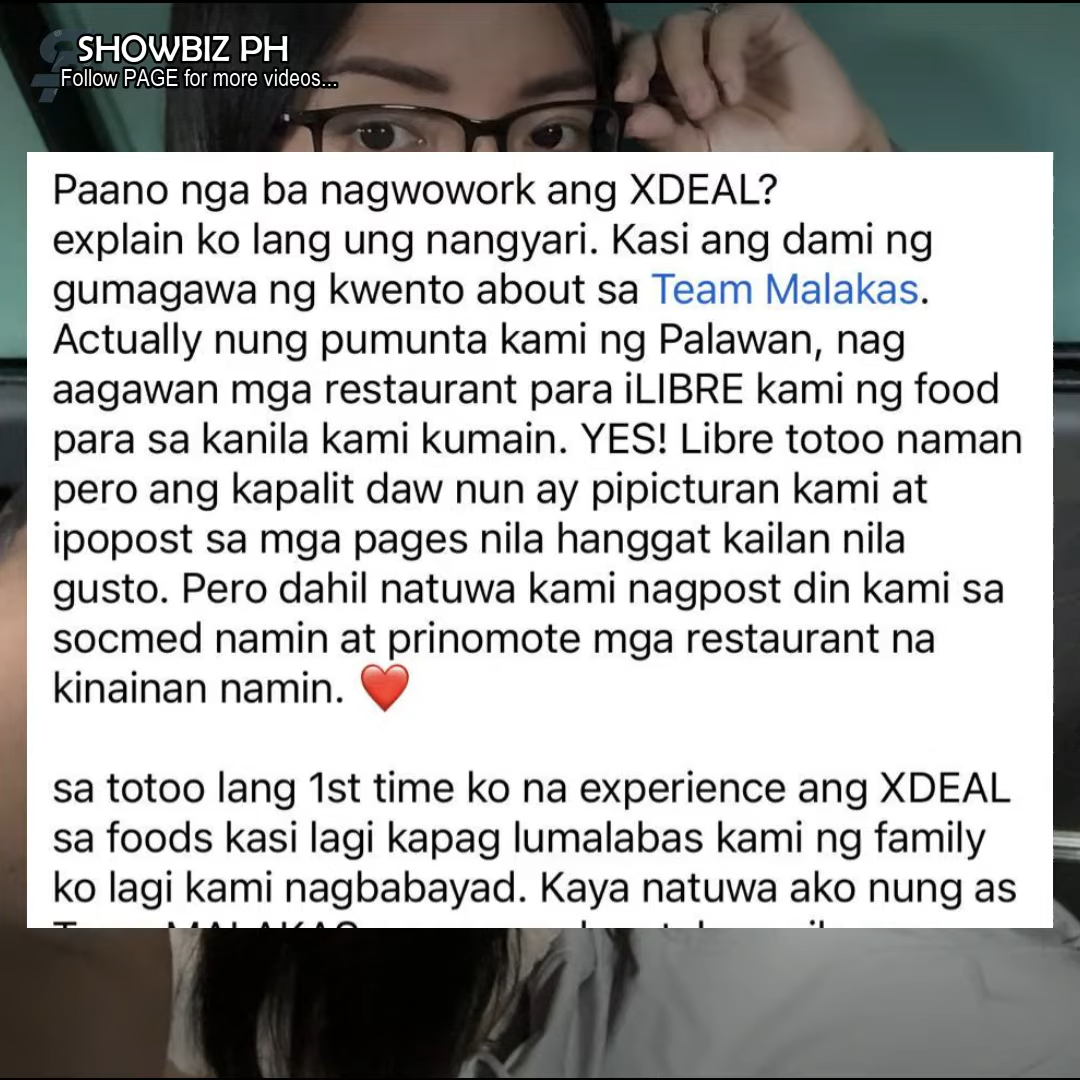 SHOWBIZ PH
Follow PAGE for more videos...
Paano nga ba nagwowork ang XDEAL?
explain ko lang ung nangyari. Kasi ang dami ng
gumagawa ng kwento about sa Team Malakas.
Actually nung pumunta kami ng Palawan, nag
aagawan mga restaurant para iLIBRE kami ng food
para sa kanila kami kumain. YES! Libre totoo naman
pero ang kapalit daw nun ay pipicturan kami at
ipopost sa mga pages nila hanggat kailan nila
gusto. Pero dahil natuwa kami nagpost din kami sa
socmed namin at prinomote mga restaurant na
kinainan namin. ❤️
sa totoo lang 1st time ko na experience ang XDEAL
sa foods kasi lagi kapag lumalabas kami ng family
ko lagi kami nagbabayad. Kaya natuwa ako nung as